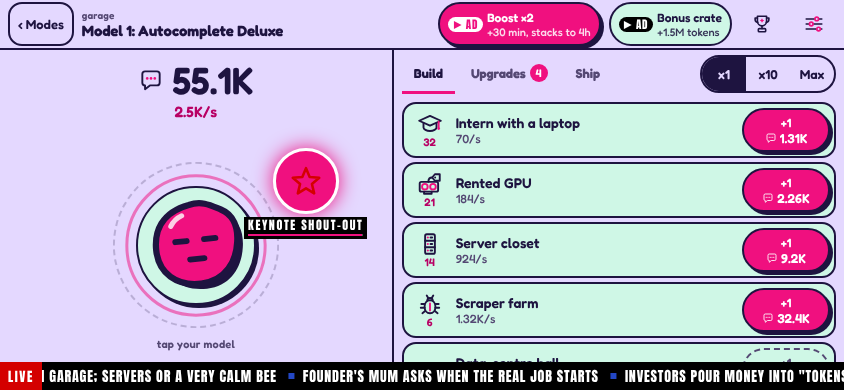 ‹ Modes
garage
Model 1: Autocomplete Deluxe
▶ AD
Boost ×2
+30 min, stacks to 4h
▶ AD
Bonus crate
+1.5M tokens
55.1K
2.5K/s
KEYNOTE SHOUT-OUT
tap your model
Build
Upgrades 4
Ship
x1
x10
Max
Intern with a laptop
70/s
32
+1
1.31K
Rented GPU
184/s
21
+1
2.26K
Server closet
924/s
14
+1
9.2K
Scraper farm
1.32K/s
6
+1
32.4K
LIVE
GARAGE; SERVERS OR A VERY CALM BEE ■ FOUNDER'S MUM ASKS WHEN THE REAL JOB STARTS ■ INVESTORS POUR MONEY INTO "TOKENS